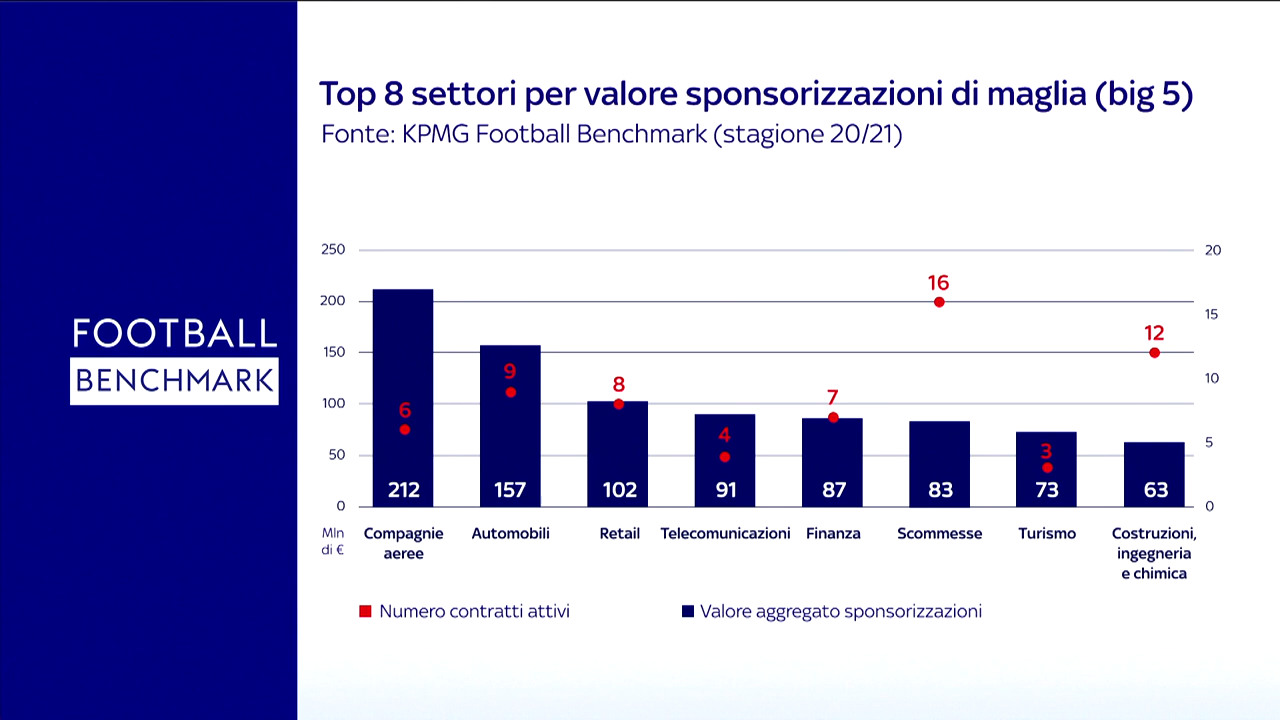 Top 8 settori per valore sponsorizzazioni di maglia (big 5)
Fonte: KPMG Football Benchmark (stagione 20/21)
FOOTBALL
BENCHMARK
250
200
150
100
50
0
Mln
di €
20
15
10
5
0
6
9
8
4
7
16
3
12
212
157
102
91
87
83
73
63
Compagnie
aeree
Automobili
Retail
Telecomunicazioni
Finanza
Scommesse
Turismo
Costruzioni,
ingegneria
e chimica
Numero contratti attivi
Valore aggregato sponsorizzazioni